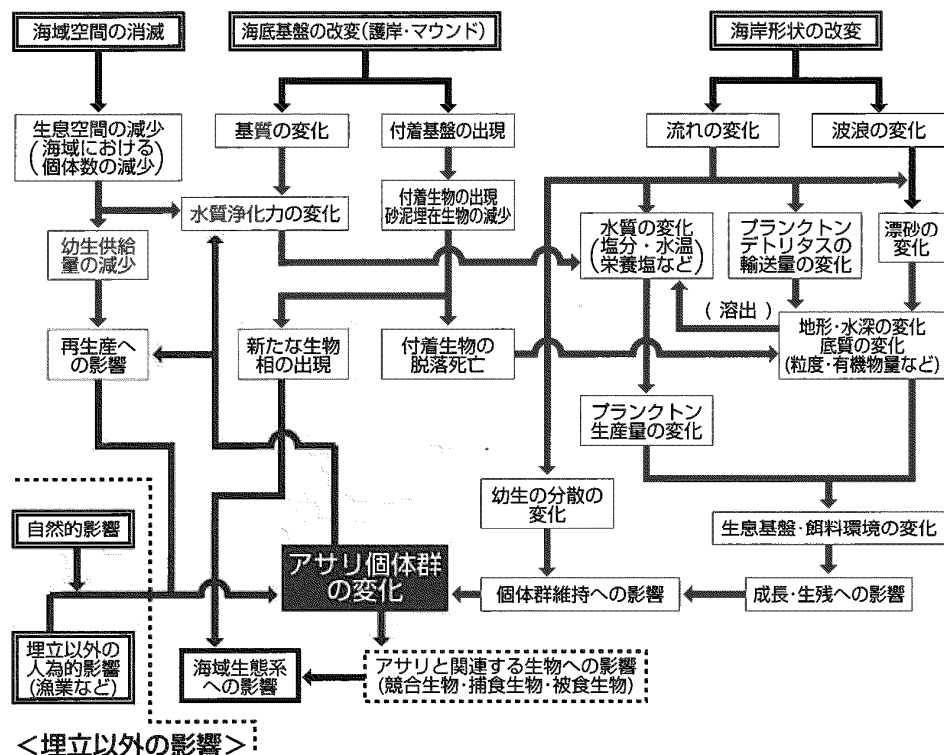 海域空間の消滅
海底基盤の改変(護岸・マウンド)
海岸形状の改変
生息空間の減少
(海域における
個体数の減少)
基質の変化
付着基盤の出現
流れの変化
波浪の変化
水質浄化力の変化
付着生物の出現
砂泥埋在生物の減少
水質の変化
(塩分・水温
栄養塩など)
プランクトン
デトリタスの
輸送量の変化
漂砂の
変化
幼生供給
量の減少
(溶出)
地形・水深の変化
底質の変化
(粒度・有機物量など)
再生産へ
の影響
新たな生物
相の出現
付着生物の
脱落死亡
プランクトン
生産量の変化
幼生の分散の
変化
生息基盤・餌料環境の変化
自然的影響
アサリ個体群
の変化
個体群維持への影響
成長・生残への影響
埋立以外の
人為的影響
(漁業など)
海域生態系
への影響
アサリと関連する生物への影響
(競合生物・捕食生物・被食生物)
<埋立以外の影響>